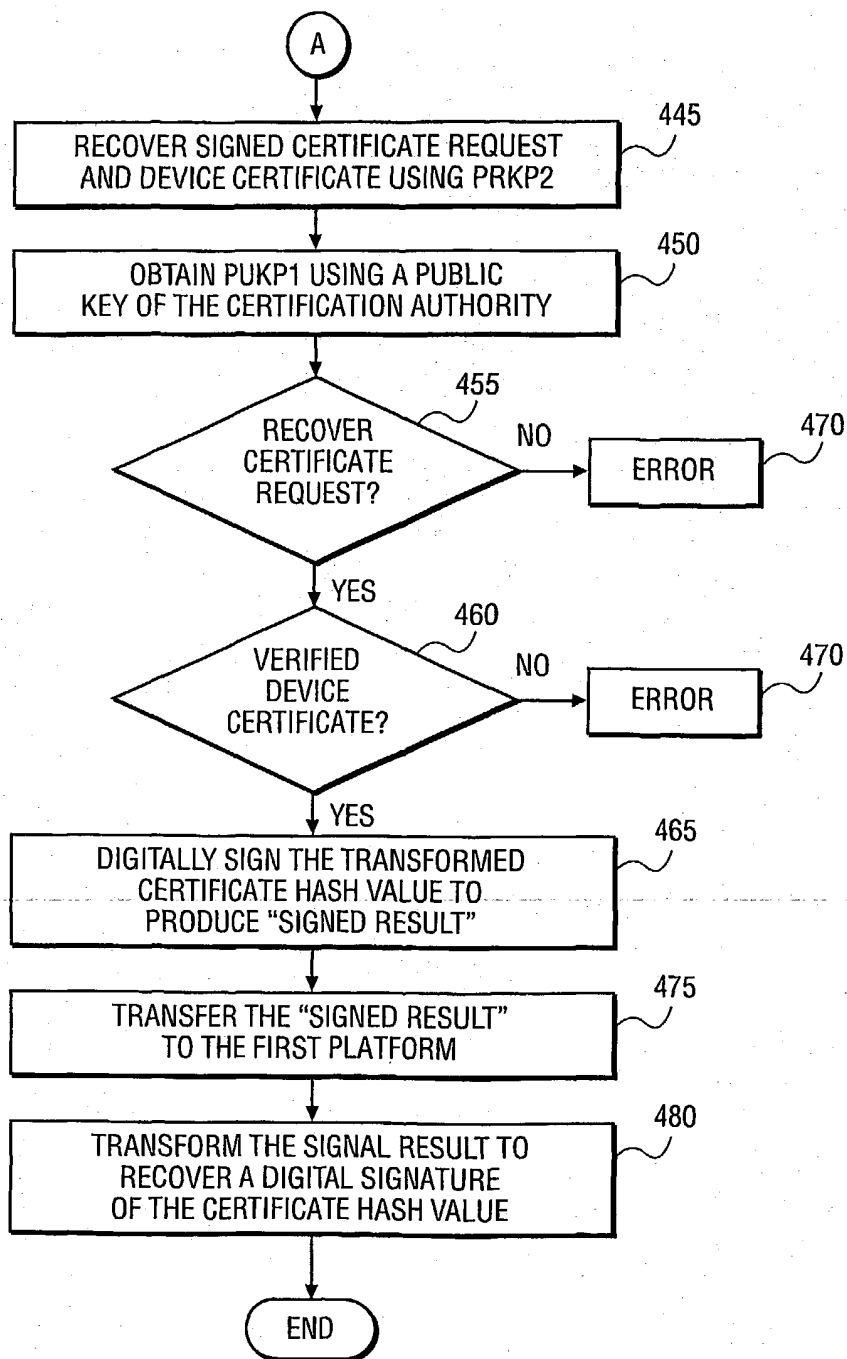 A
445
RECOVER SIGNED CERTIFICATE REQUEST
AND DEVICE CERTIFICATE USING PRKP2
450
OBTAIN PUKP1 USING A PUBLIC
KEY OF THE CERTIFICATION AUTHORITY
455
RECOVER
CERTIFICATE
REQUEST?
NO
470
ERROR
YES
460
VERIFIED
DEVICE
CERTIFICATE?
NO
470
ERROR
YES
465
DIGITALLY SIGN THE TRANSFORMED
CERTIFICATE HASH VALUE TO
PRODUCE “SIGNED RESULT”
475
TRANSFER THE “SIGNED RESULT”
TO THE FIRST PLATFORM
480
TRANSFORM THE SIGNAL RESULT TO
RECOVER A DIGITAL SIGNATURE
OF THE CERTIFICATE HASH VALUE
END